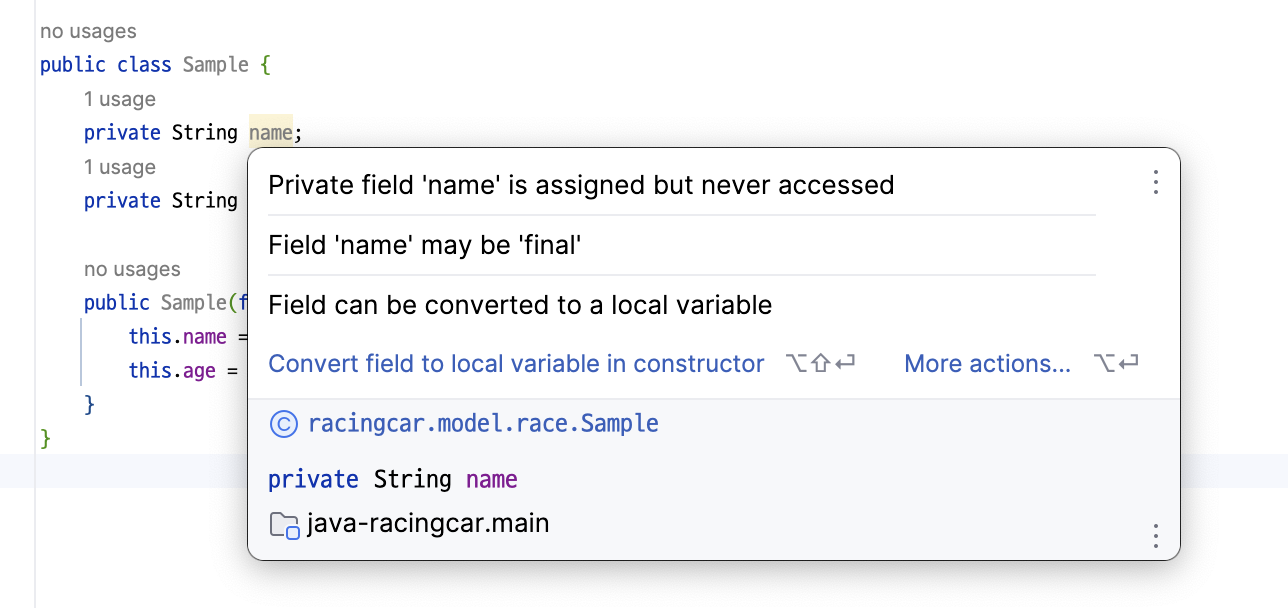 no usages
public class Sample {
1 usage
private String name;
Private field 'name' is assigned but never accessed
1 usage
private String
Field 'name' may be 'final'
no usages
public Sample(f
Field can be converted to a local variable
this.name =
this.age =
Convert field to local variable in constructor ⌥⇧↩ More actions... ⌥↩
}
}
© racingcar.model.race.Sample
private String name
java-racingcar.main